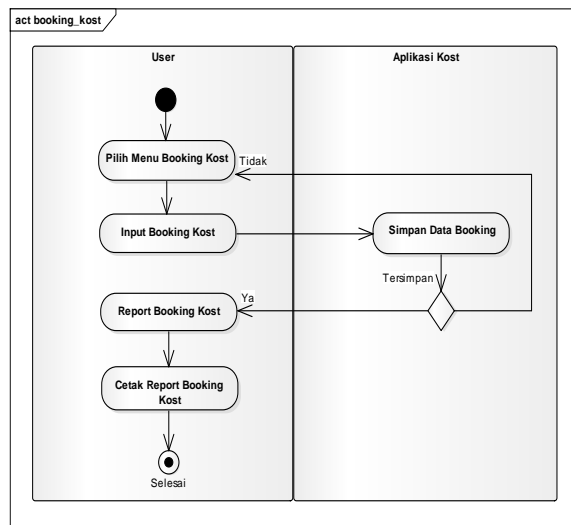 act booking_kost
User
Aplikasi Kost
Pilih Menu Booking Kost
Tidak
Input Booking Kost
Simpan Data Booking
Tersimpan
Ya
Report Booking Kost
Cetak Report Booking
Kost
Selesai